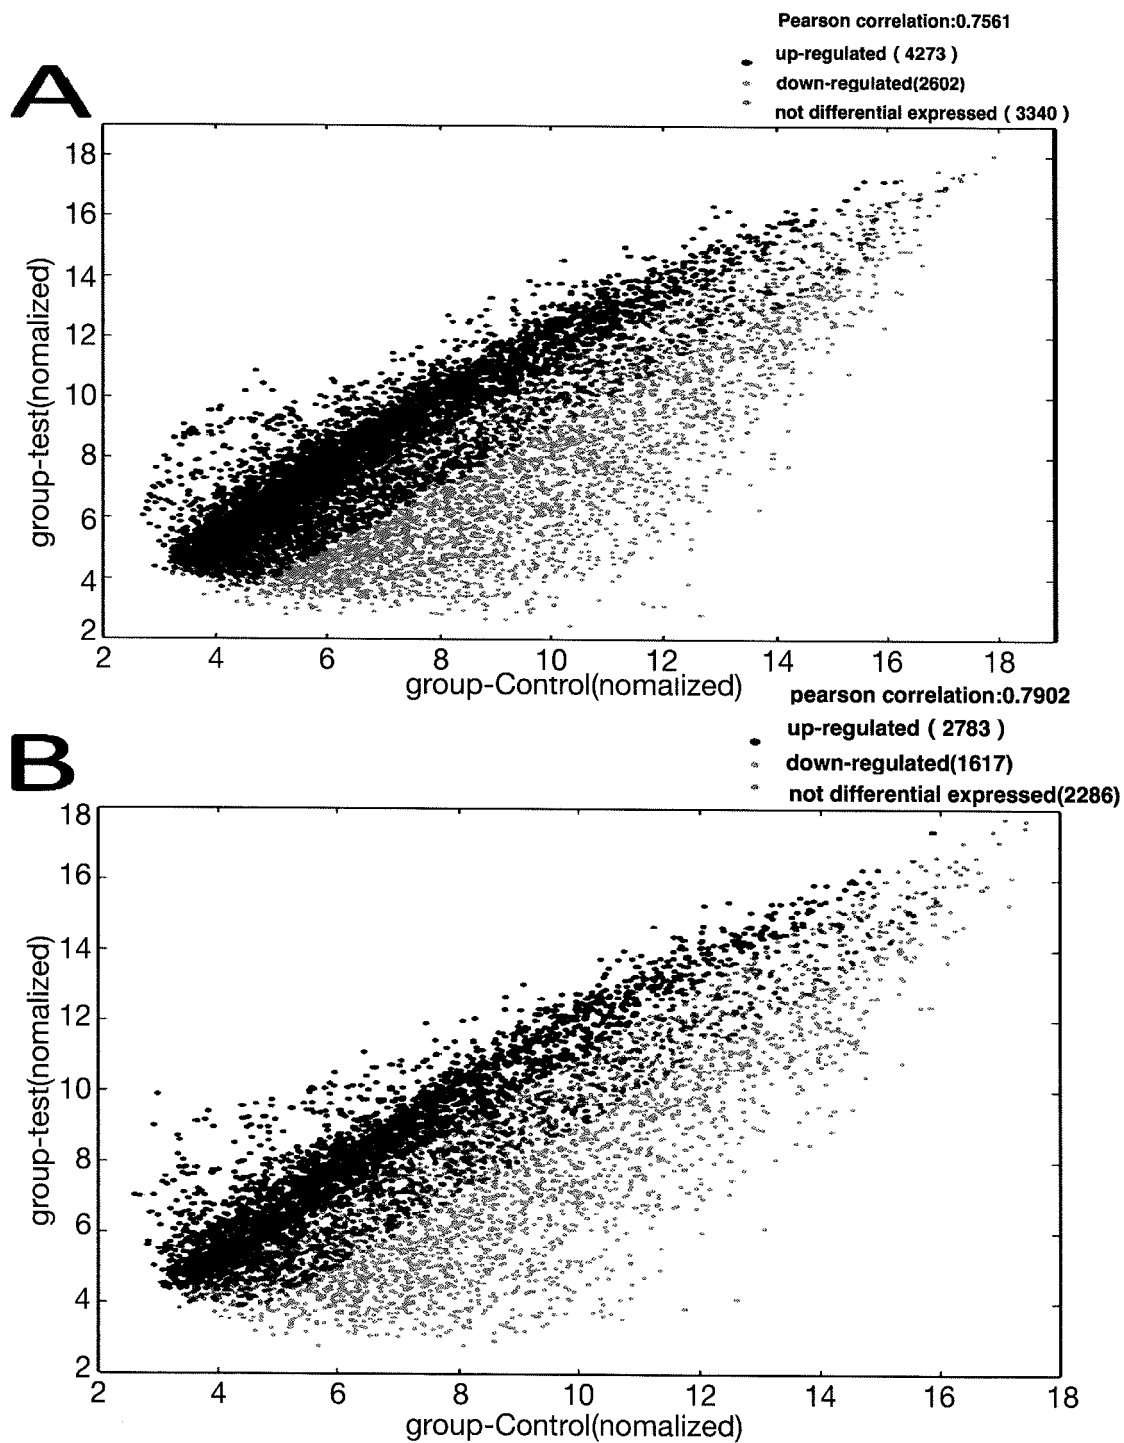 Pearson correlation:0.7561
up-regulated ( 4273 )
down-regulated(2602)
not differential expressed ( 3340 )
A
18
16
14
12
10
8
6
4
2
group-test(normalized)
2 4 6 8 10 12 14 16 18
group-Control(nomalized)
pearson correlation:0.7902
up-regulated ( 2783 )
down-regulated(1617)
not differential expressed(2286)
B
18
16
14
12
10
8
6
4
2
group-test(nomalized)
2 4 6 8 10 12 14 16 18
group-Control(nomalized)